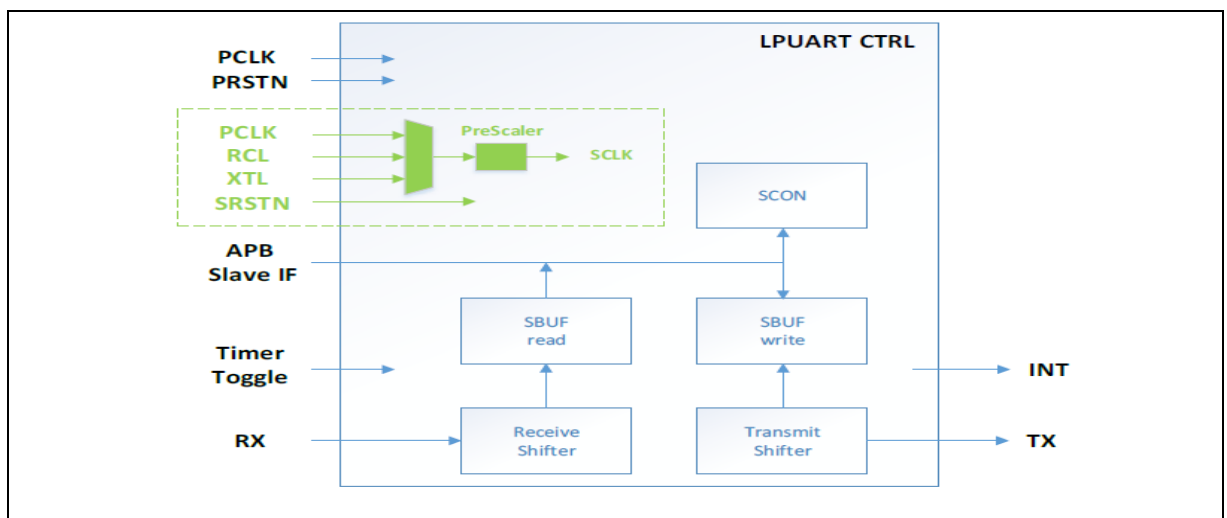 LPUART CTRL
PCLK
PRSTN
PCLK
RCL
XTL
SRSTN
PreScaler
SCLK
SCON
APB
Slave IF
SBUF
read
SBUF
write
Timer
Toggle
INT
RX
Receive
Shifter
Transmit
Shifter
TX